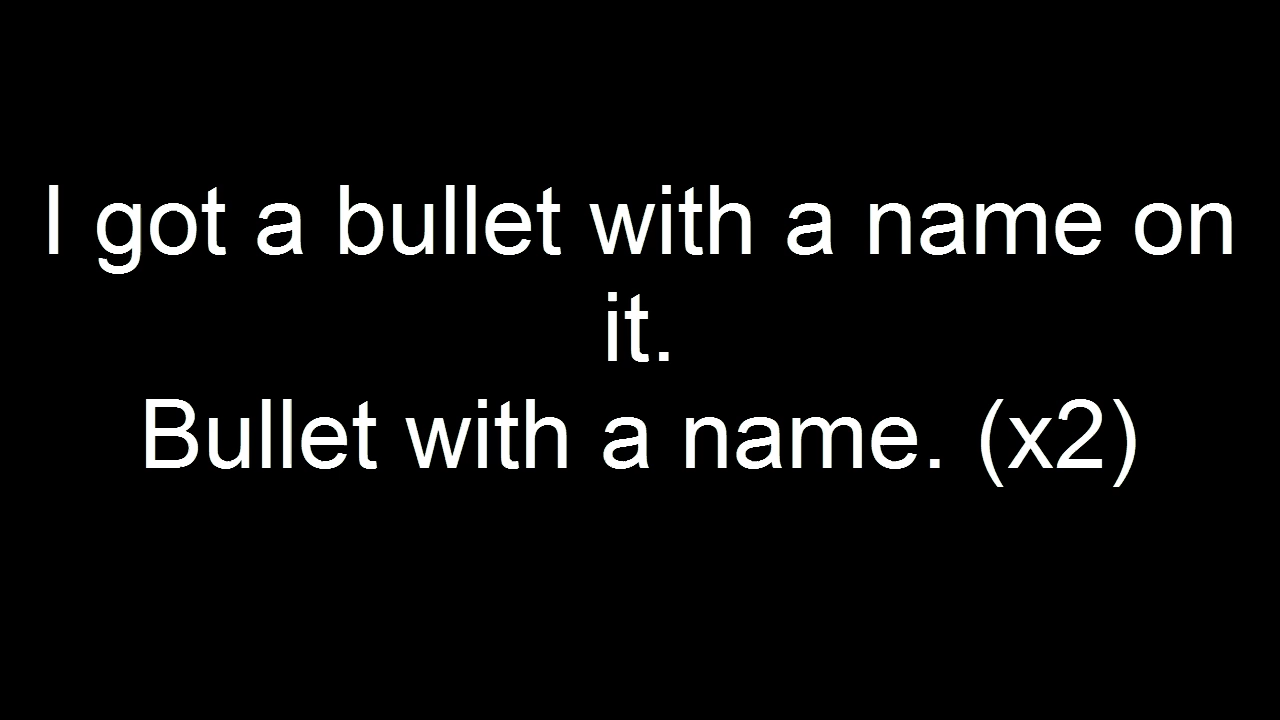 I got a bullet with a name on
it.
Bullet with a name. (x2)